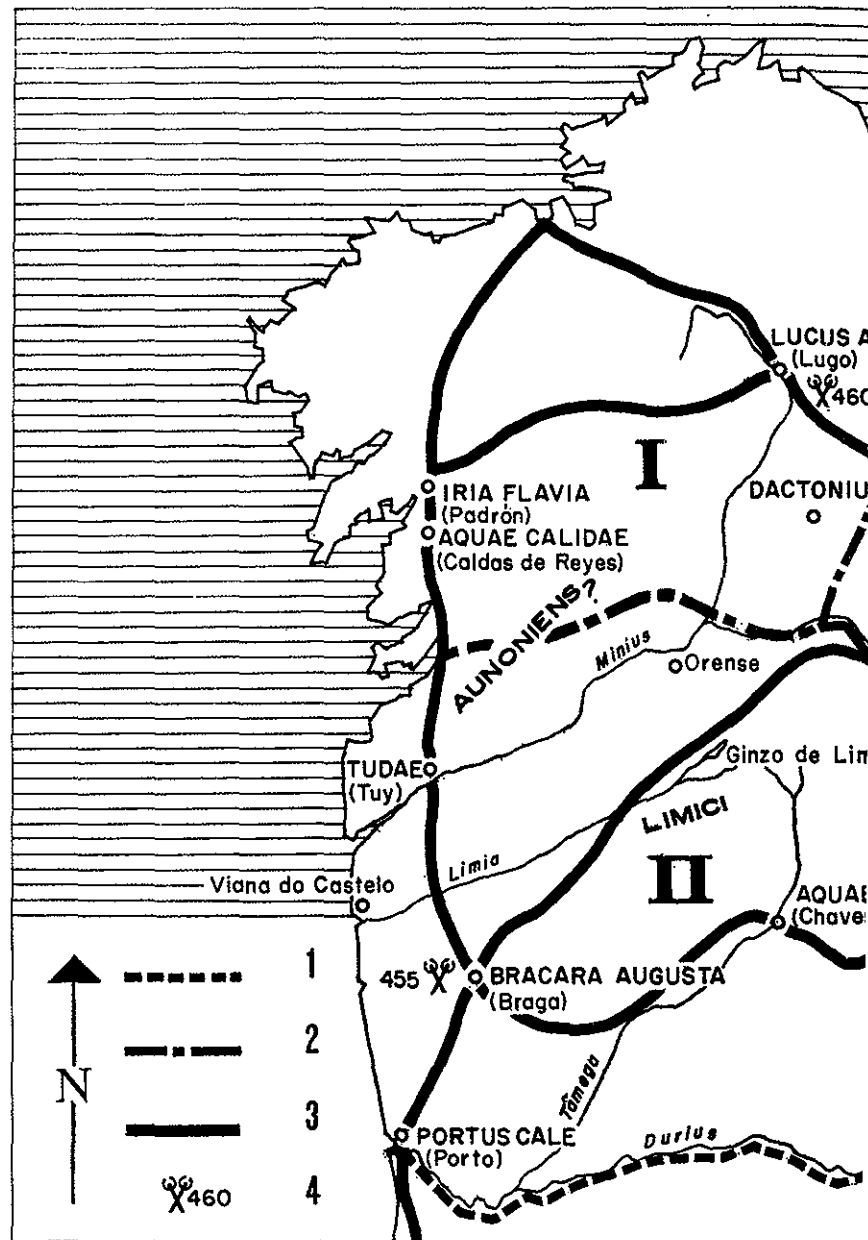 LUCUS A
(Lugo)
460
I
IRIA FLAVIA
(Padrón)
DACTONIU
AQUAE CALIDAE
(Caldas de Reyes)
AUNONIENS?
Minius
Orense
TUDAE
(Tuy)
Ginzo de Lim
LIMICI
Limia
II
Viana do Castelo
AQUAE
(Chaves
455
BRACARA AUGUSTA
(Braga)
1
2
N
Tâmega
3
PORTUS CALE
(Porto)
Durius
460
4